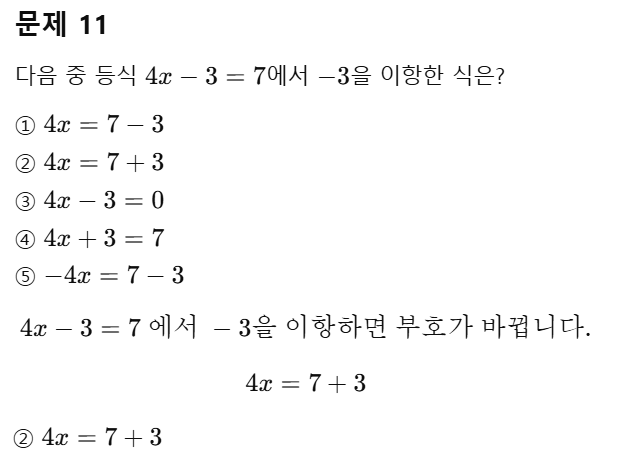 문제 11
다음 중 등식 4x − 3 = 7에서 −3을 이항한 식은?
① 4x = 7 − 3
② 4x = 7 + 3
③ 4x − 3 = 0
④ 4x + 3 = 7
⑤ −4x = 7 − 3
4x − 3 = 7 에서 − 3을 이항하면 부호가 바뀝니다.
4x = 7 + 3
② 4x = 7 + 3